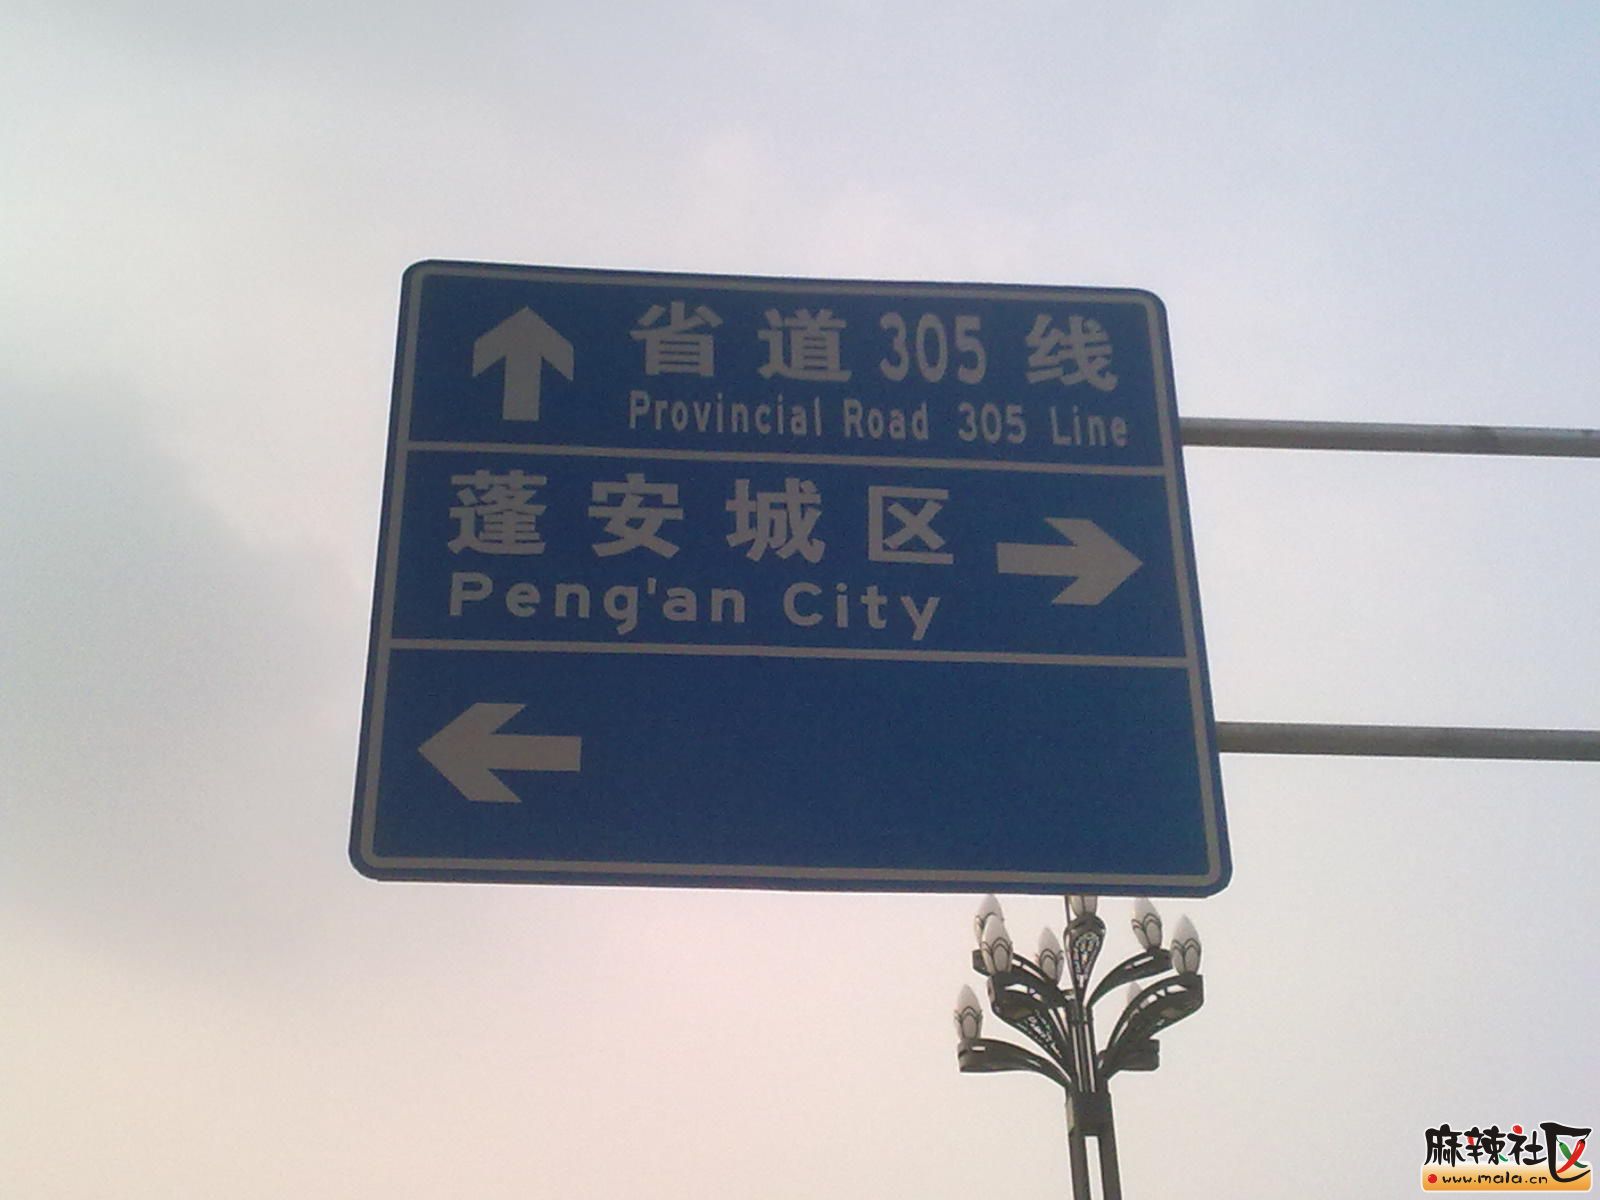 省道305线
Provincial Road 305 Line
蓬安城区
Peng'an City
麻辣社区
www.mala.cn